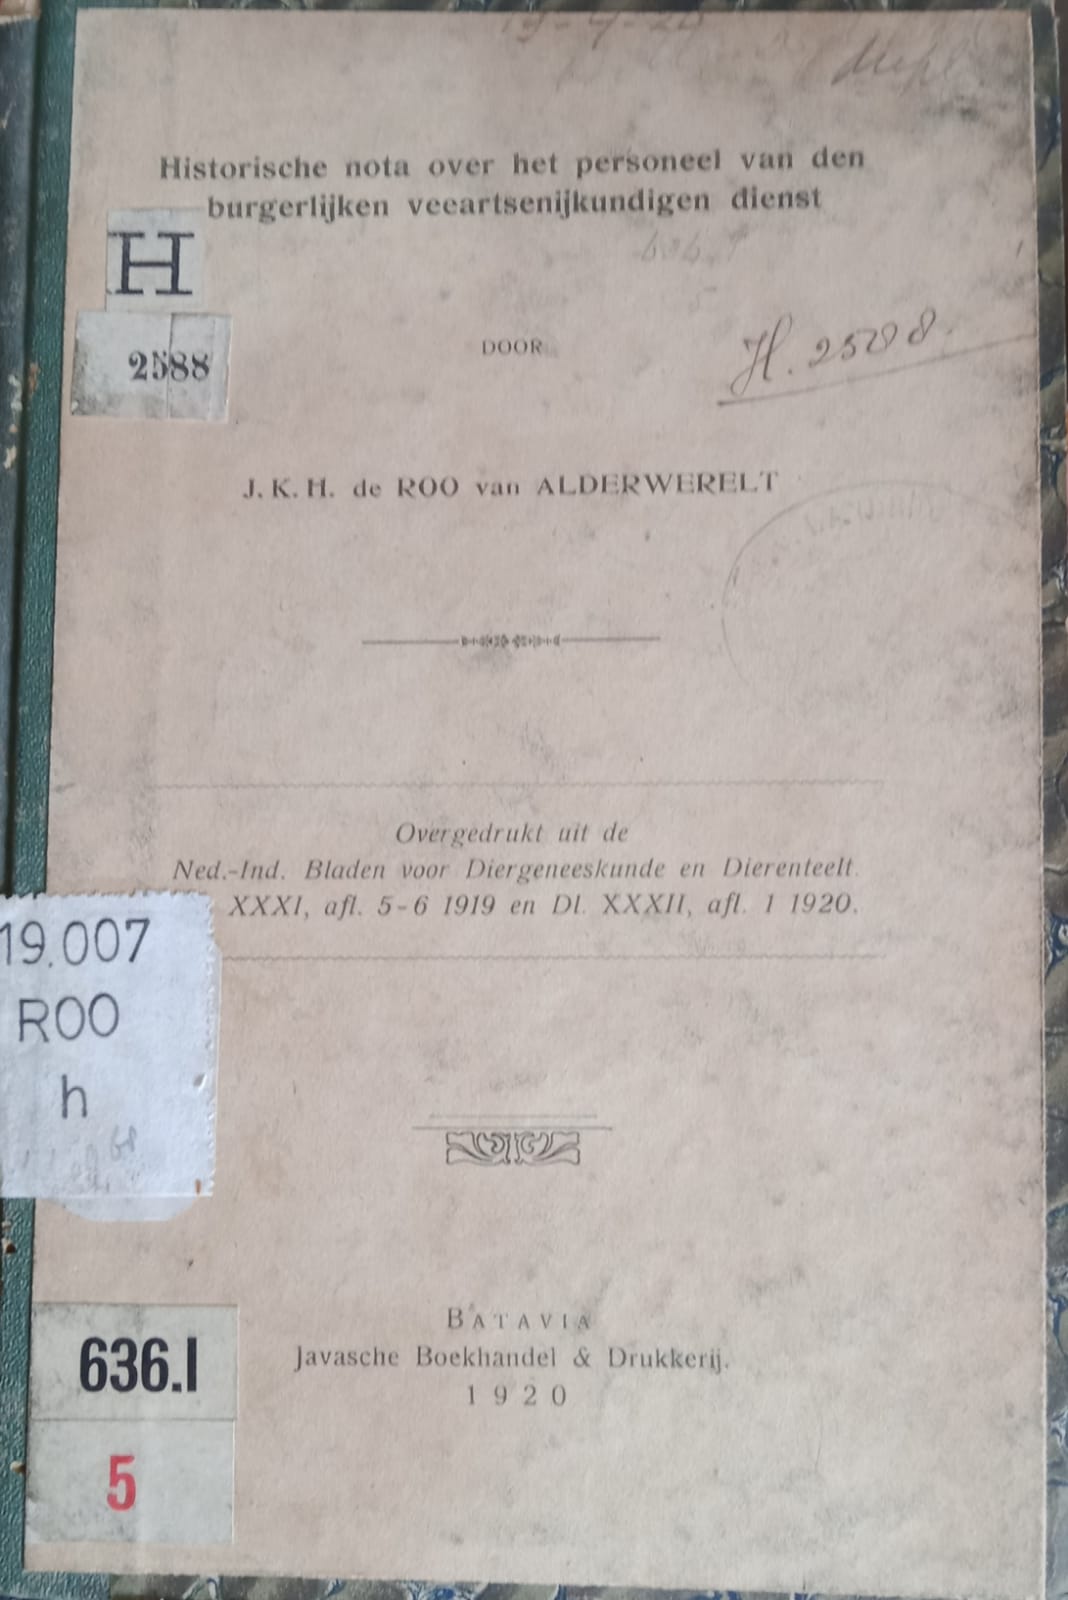 Historische nota over het personeel van den
burgerlijken veeartsenijkundigen dienst
H
2588
DOOR
H. 2588.
J. K. H. de ROO van ALDERWERELT
Overgedrukt uit de
Ned.-Ind. Bladen voor Diergeneeskunde en Dierenteelt.
XXXI, afl. 5-6 1919 en Dl. XXXII, afl. 1 1920.
19.007
ROO
h
BATAVIA
Javasche Boekhandel & Drukkerij.
1920
636.I
5